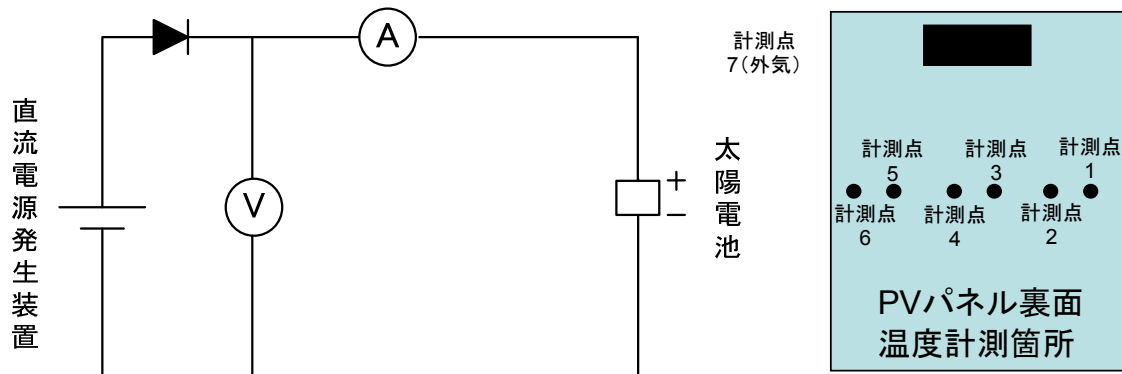 直流電源発生装置
V
A
+
−
太陽電池
計測点
7(外気)
計測点
5
計測点
3
計測点
1
計測点
6
計測点
4
計測点
2
PVパネル裏面
温度計測箇所